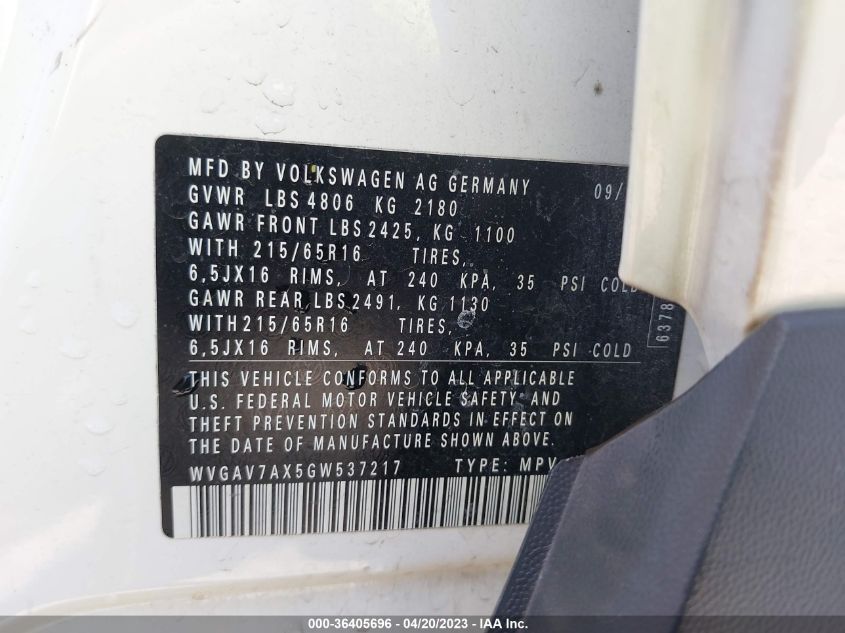 MFD BY VOLKSWAGEN AG GERMANY 09/
GVWR LBS 4806 KG 2180
GAWR FRONT LBS 2425, KG 1100
WITH 215/65R16 TIRES,
6,5JX16 RIMS, AT 240 KPA, 35 PSI COLD
GAWR REAR LBS 2491, KG 1130
WITH 215/65R16 TIRES,
6,5JX16 RIMS, AT 240 KPA, 35 PSI COLD
6378
THIS VEHICLE CONFORMS TO ALL APPLICABLE
U.S. FEDERAL MOTOR VEHICLE SAFETY AND
THEFT PREVENTION STANDARDS IN EFFECT ON
THE DATE OF MANUFACTURE SHOWN ABOVE.
WVGAV7AX5GW537217 TYPE: MPV
000-36405696 - 04/20/2023 - IAA Inc.